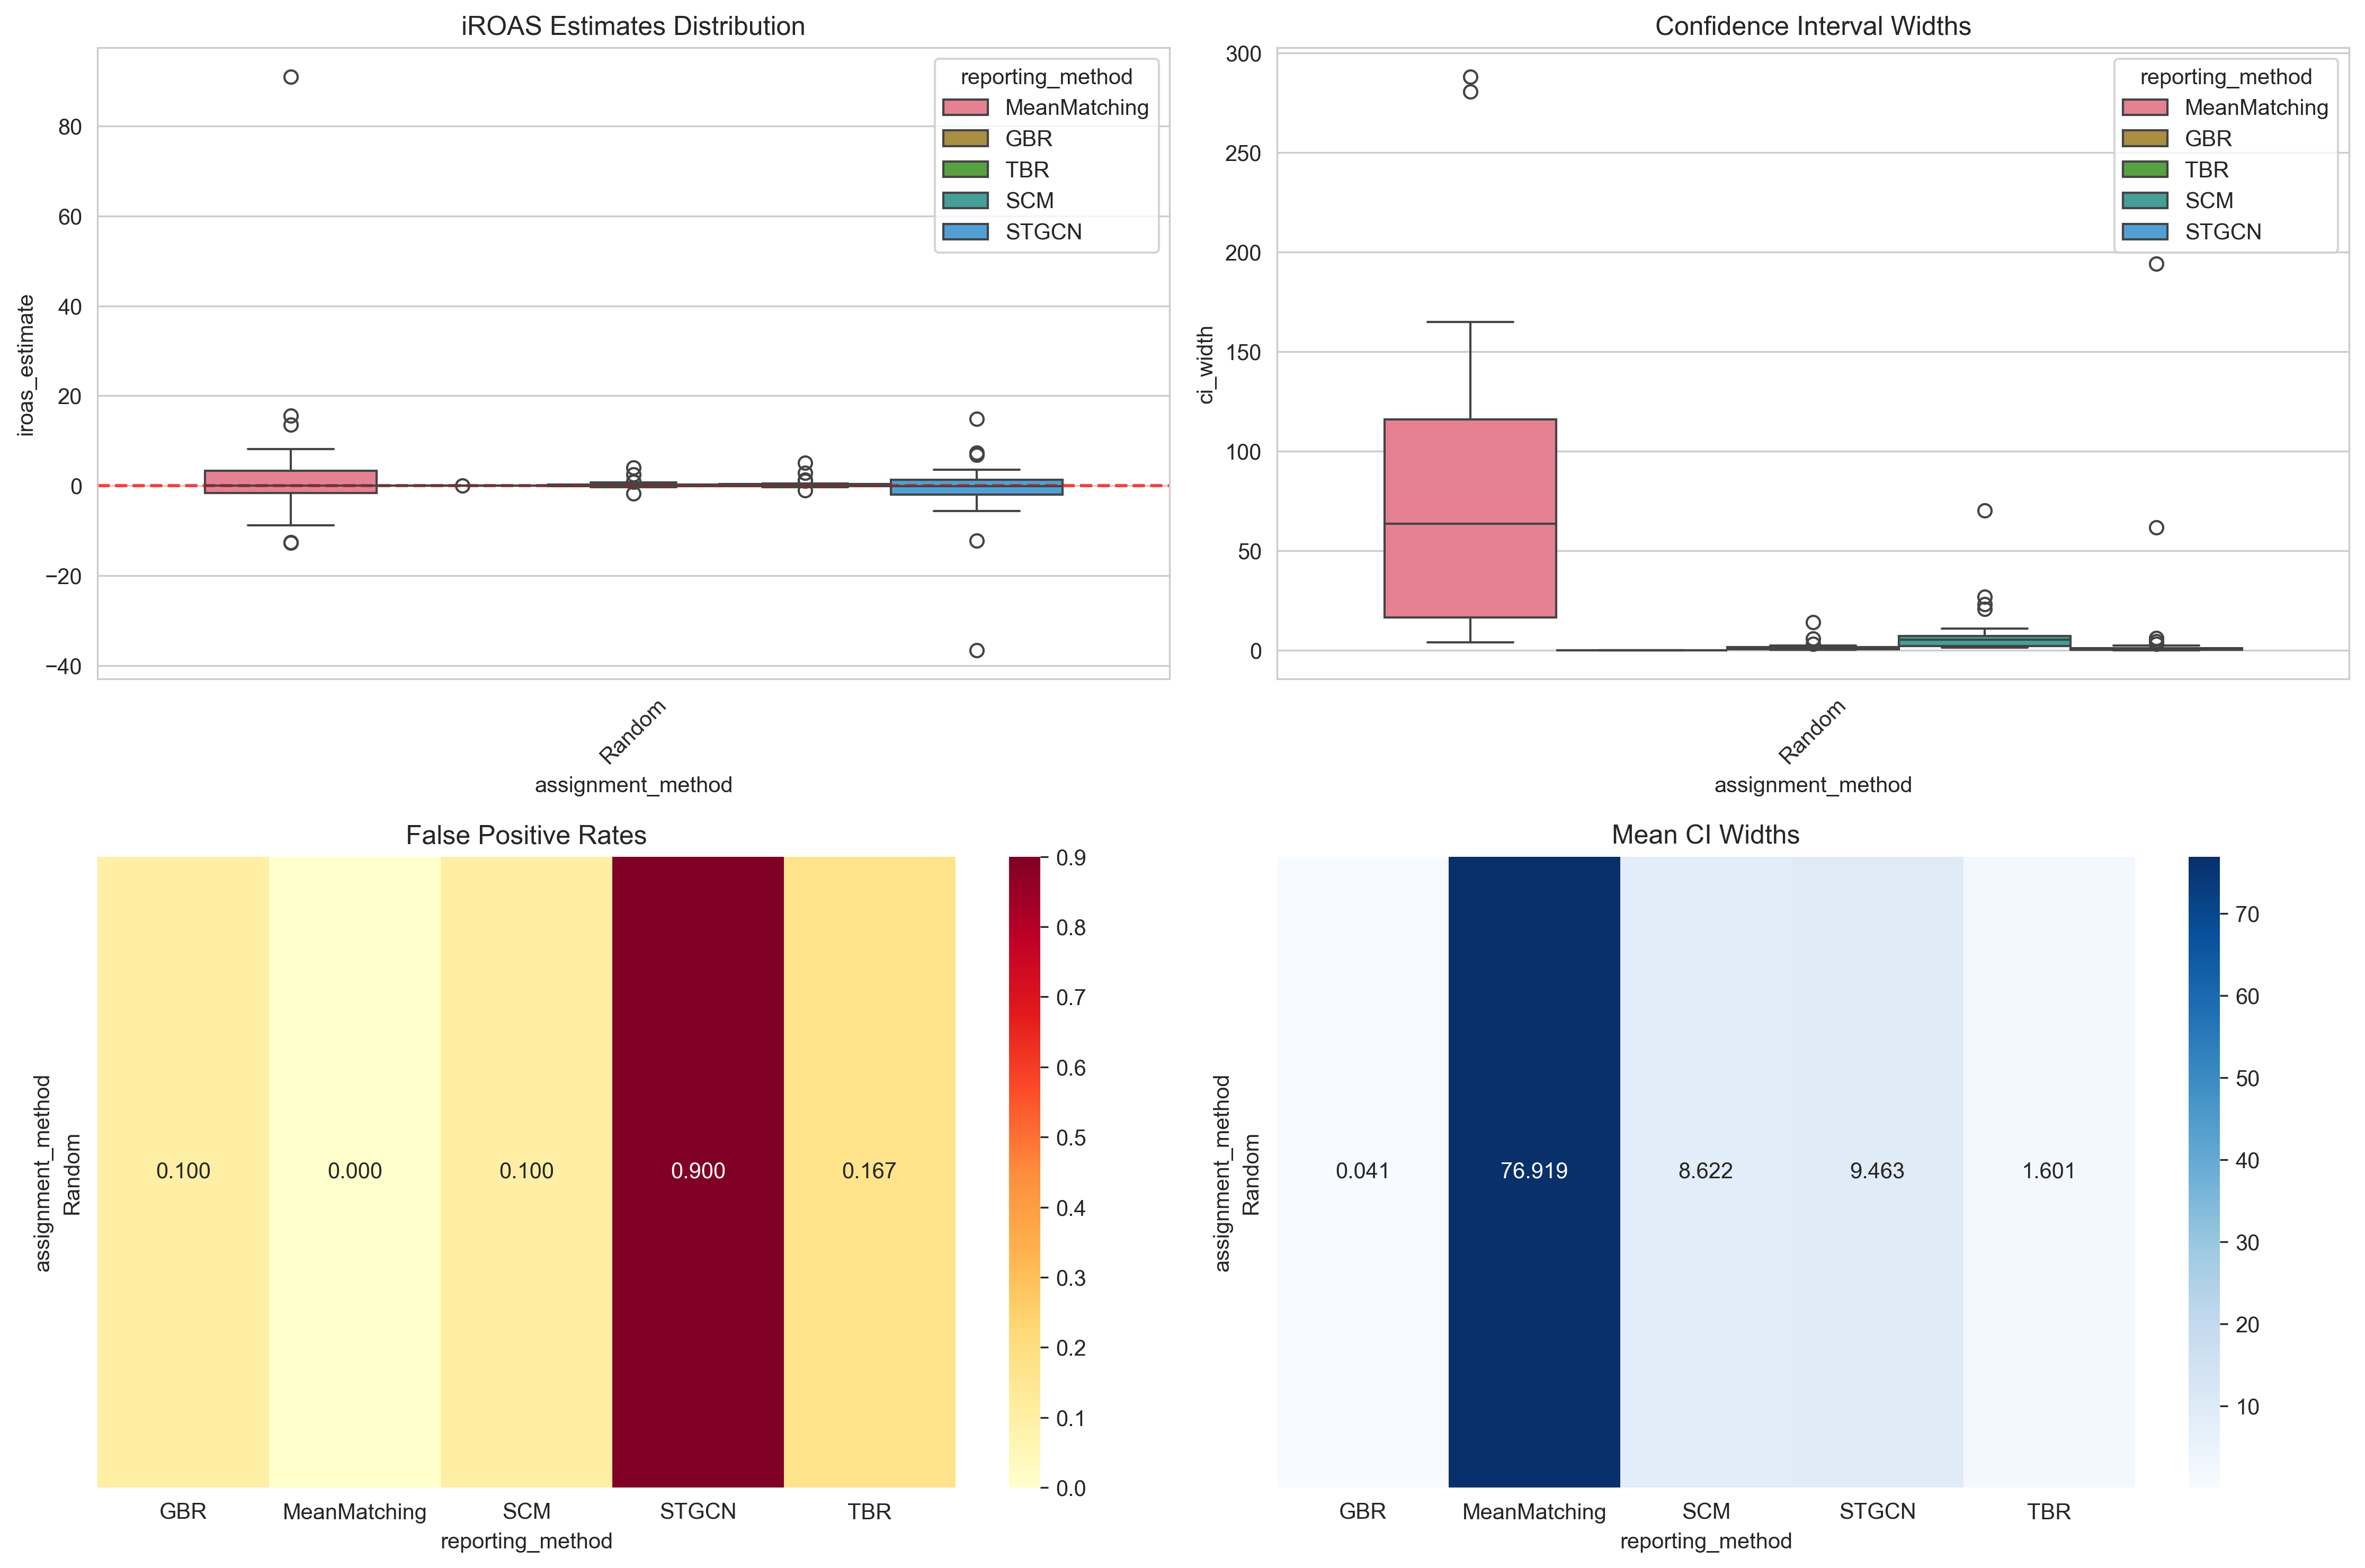 iROAS Estimates Distribution
iroas_estimate
80
60
40
20
0
−20
−40
reporting_method
MeanMatching
GBR
TBR
SCM
STGCN
Random
assignment_method
Confidence Interval Widths
ci_width
300
250
200
150
100
50
0
reporting_method
MeanMatching
GBR
TBR
SCM
STGCN
Random
assignment_method
False Positive Rates
assignment_method
Random
0.100
0.000
0.100
0.900
0.167
GBR
MeanMatching
SCM
STGCN
TBR
reporting_method
0.9
0.8
0.7
0.6
0.5
0.4
0.3
0.2
0.1
0.0
Mean CI Widths
assignment_method
Random
0.041
76.919
8.622
9.463
1.601
GBR
MeanMatching
SCM
STGCN
TBR
reporting_method
70
60
50
40
30
20
10